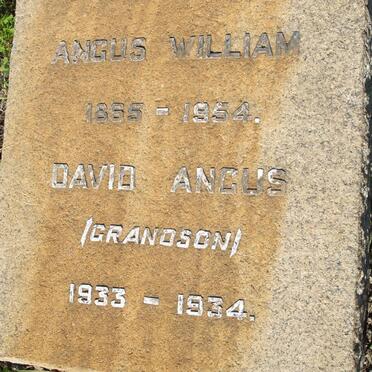 ANGUS WILLIAM
1865 - 1954.
DAVID ANGUS
/GRANDSON/
1933 - 1934.